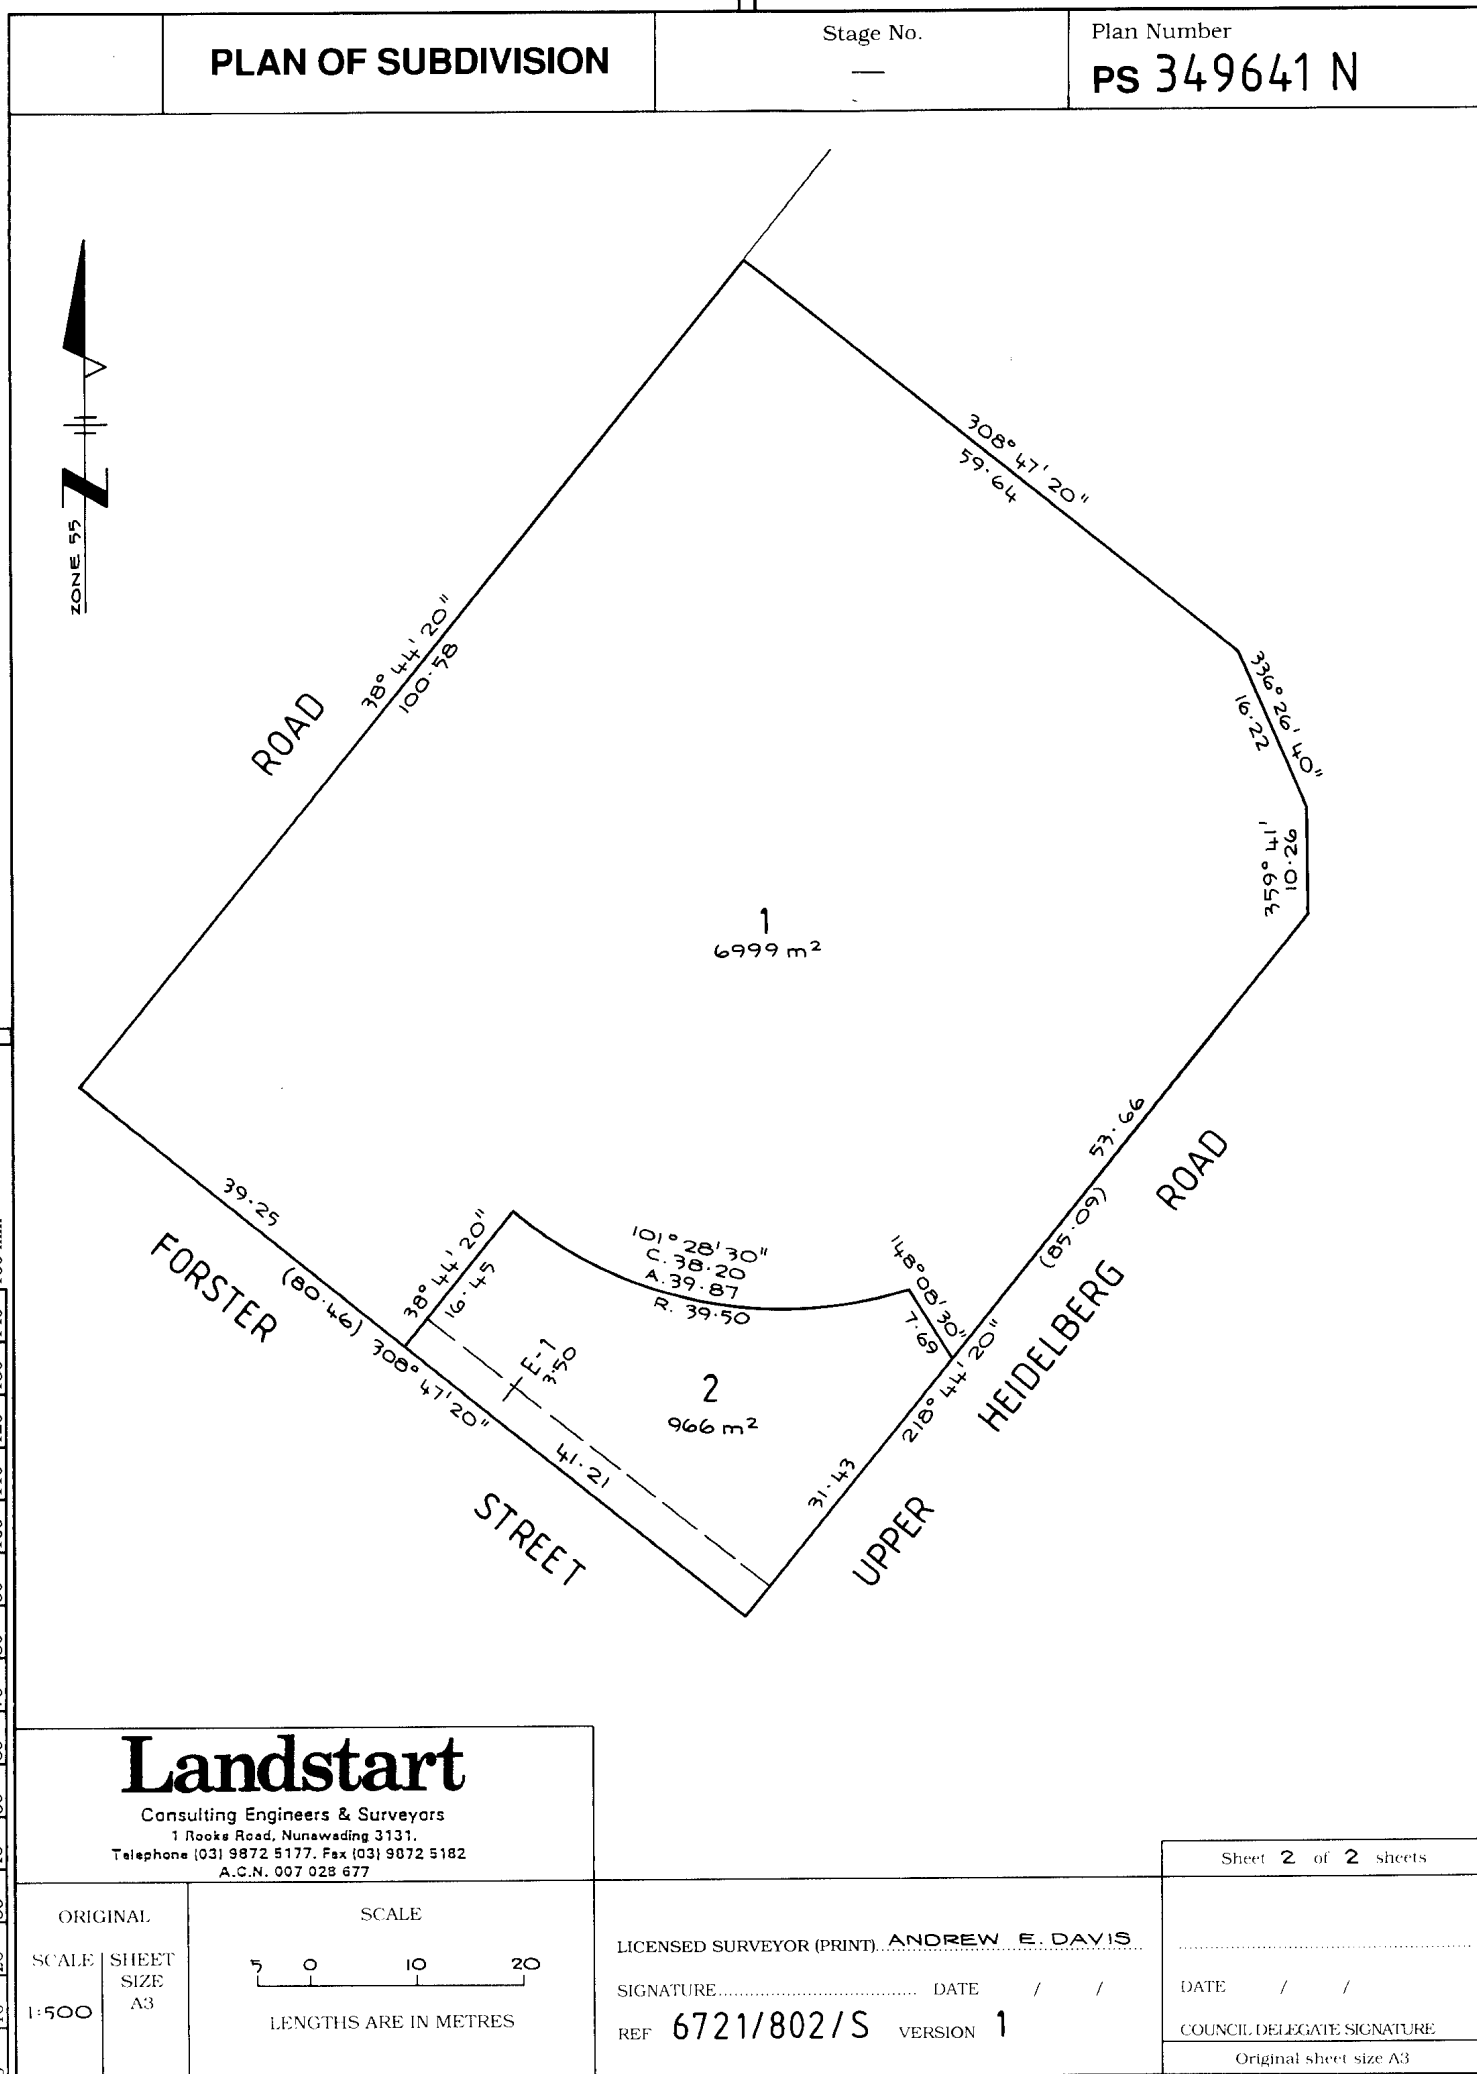 PLAN OF SUBDIVISION
Stage No.
—
Plan Number
PS 349641 N
ZONE 55
308° 47' 20"
59·64
38° 44' 20"
100·58
ROAD
336° 26' 40"
16·22
359° 41'
10·26
1
6999 m²
53·66
(85·09)
218° 44' 20"
31·43
UPPER HEIDELBERG ROAD
39·25
(80·46)
308° 47' 20"
41·21
FORSTER STREET
38° 44' 20"
16·45
101° 28' 30"
C. 38·20
A. 39·87
R. 39·50
148° 08' 30"
7·69
E-1
3·50
2
966 m²
Landstart
Consulting Engineers & Surveyors
1 Rooks Road, Nunawading 3131.
Telephone (03) 9872 5177. Fax (03) 9872 5182
A.C.N. 007 028 677
Sheet 2 of 2 sheets
ORIGINAL
SCALE
SHEET SIZE
1:500
A3
SCALE
5 0 10 20
LENGTHS ARE IN METRES
LICENSED SURVEYOR (PRINT) ANDREW E. DAVIS
SIGNATURE DATE / /
REF 6721/802/S VERSION 1
DATE / /
COUNCIL DELEGATE SIGNATURE
Original sheet size A3